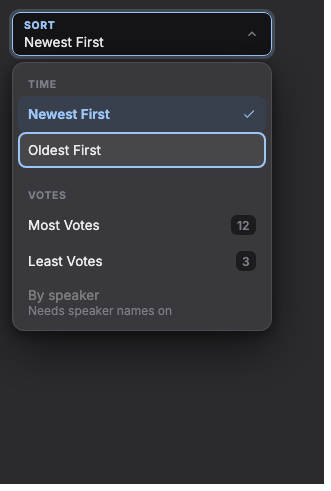 SORT
Newest First
TIME
Newest First
Oldest First
VOTES
Most Votes 12
Least Votes 3
By speaker
Needs speaker names on